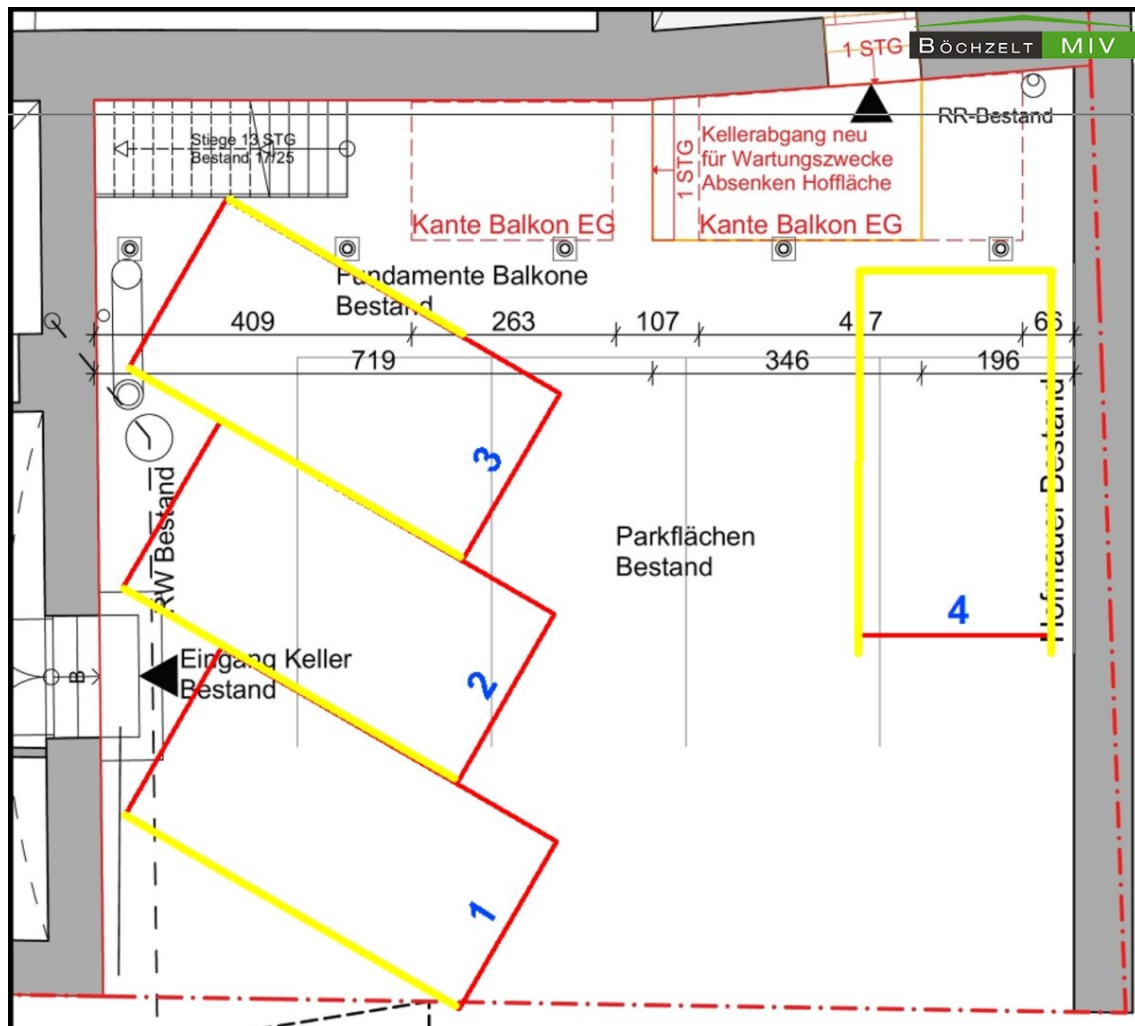 BÖCHZELT MIV
1 STG
RR-Bestand
Stiege 13 STG
Bestand 17/25
1 STG
Kellerabgang neu
für Wartungszwecke
Absenken Hoffläche
Kante Balkon EG
Kante Balkon EG
Fundamente Balkone
Bestand
409
263
107
66
719
346
196
3
RW Bestand
Hofmauer Bestand
Parkflächen
Bestand
4
2
Eingang Keller
Bestand
B
1